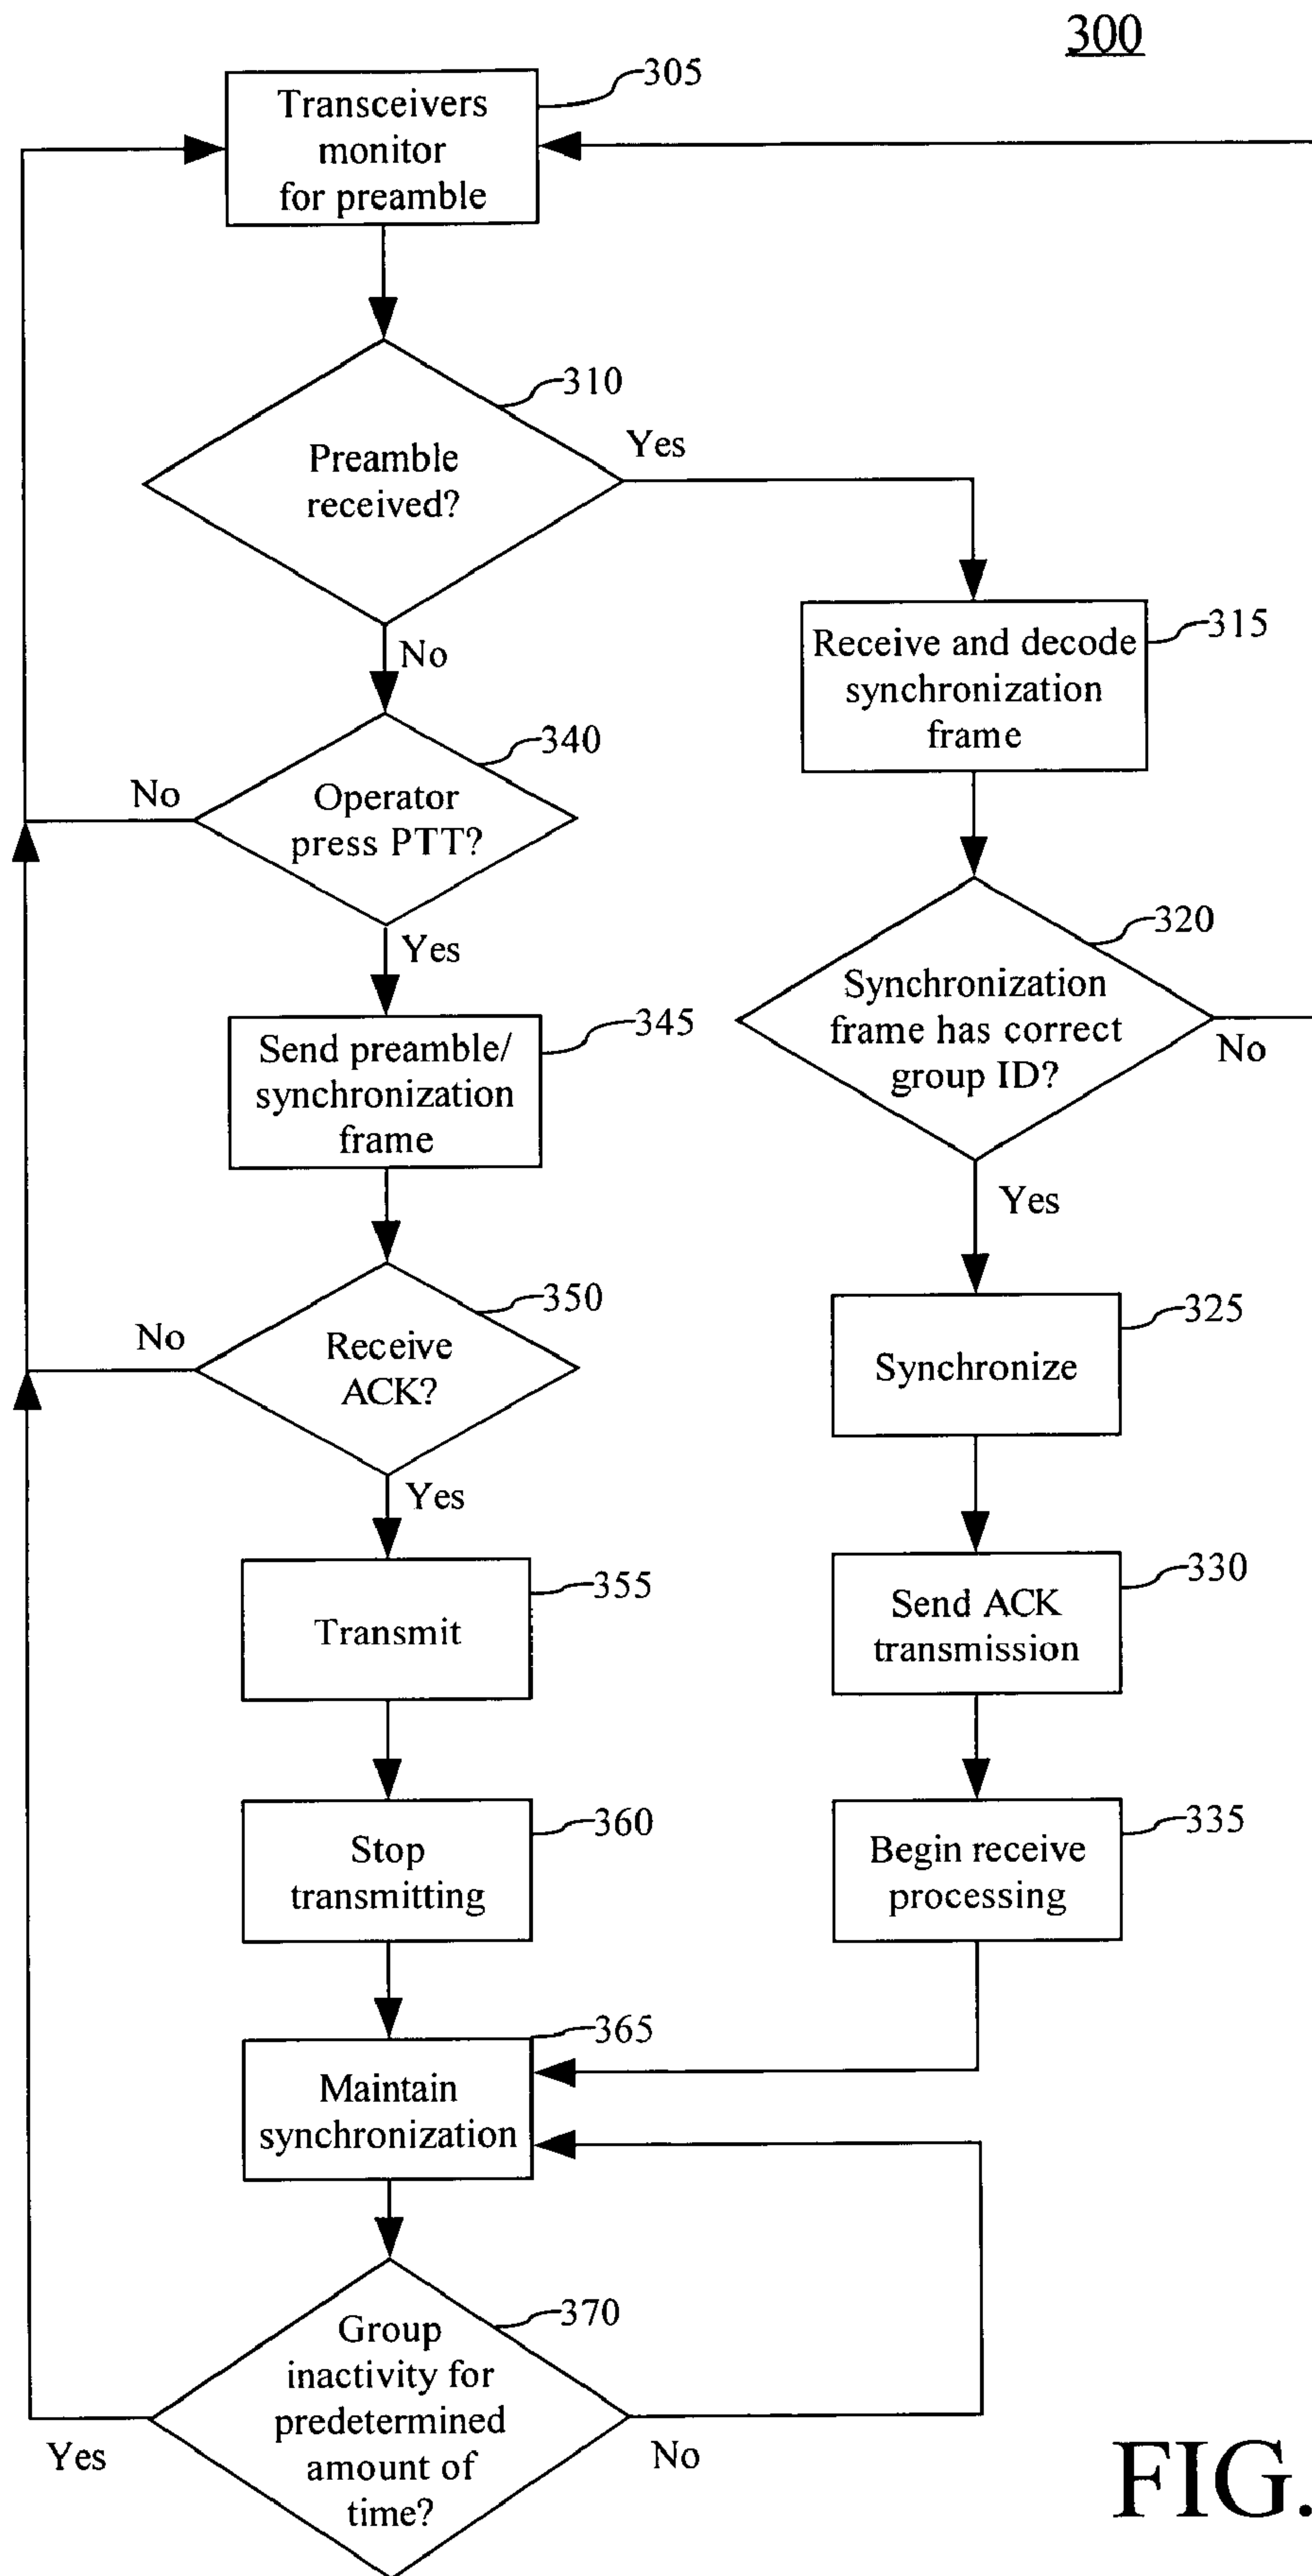 300
305
Transceivers
monitor
for preamble
310
Preamble
received?
Yes
No
315
Receive and decode
synchronization
frame
340
Operator
press PTT?
No
Yes
320
Synchronization
frame has correct
group ID?
No
Yes
345
Send preamble/
synchronization
frame
350
Receive
ACK?
No
Yes
325
Synchronize
355
Transmit
330
Send ACK
transmission
360
Stop
transmitting
335
Begin receive
processing
365
Maintain
synchronization
370
Group
inactivity for
predetermined
amount of
time?
Yes
No
FIG.